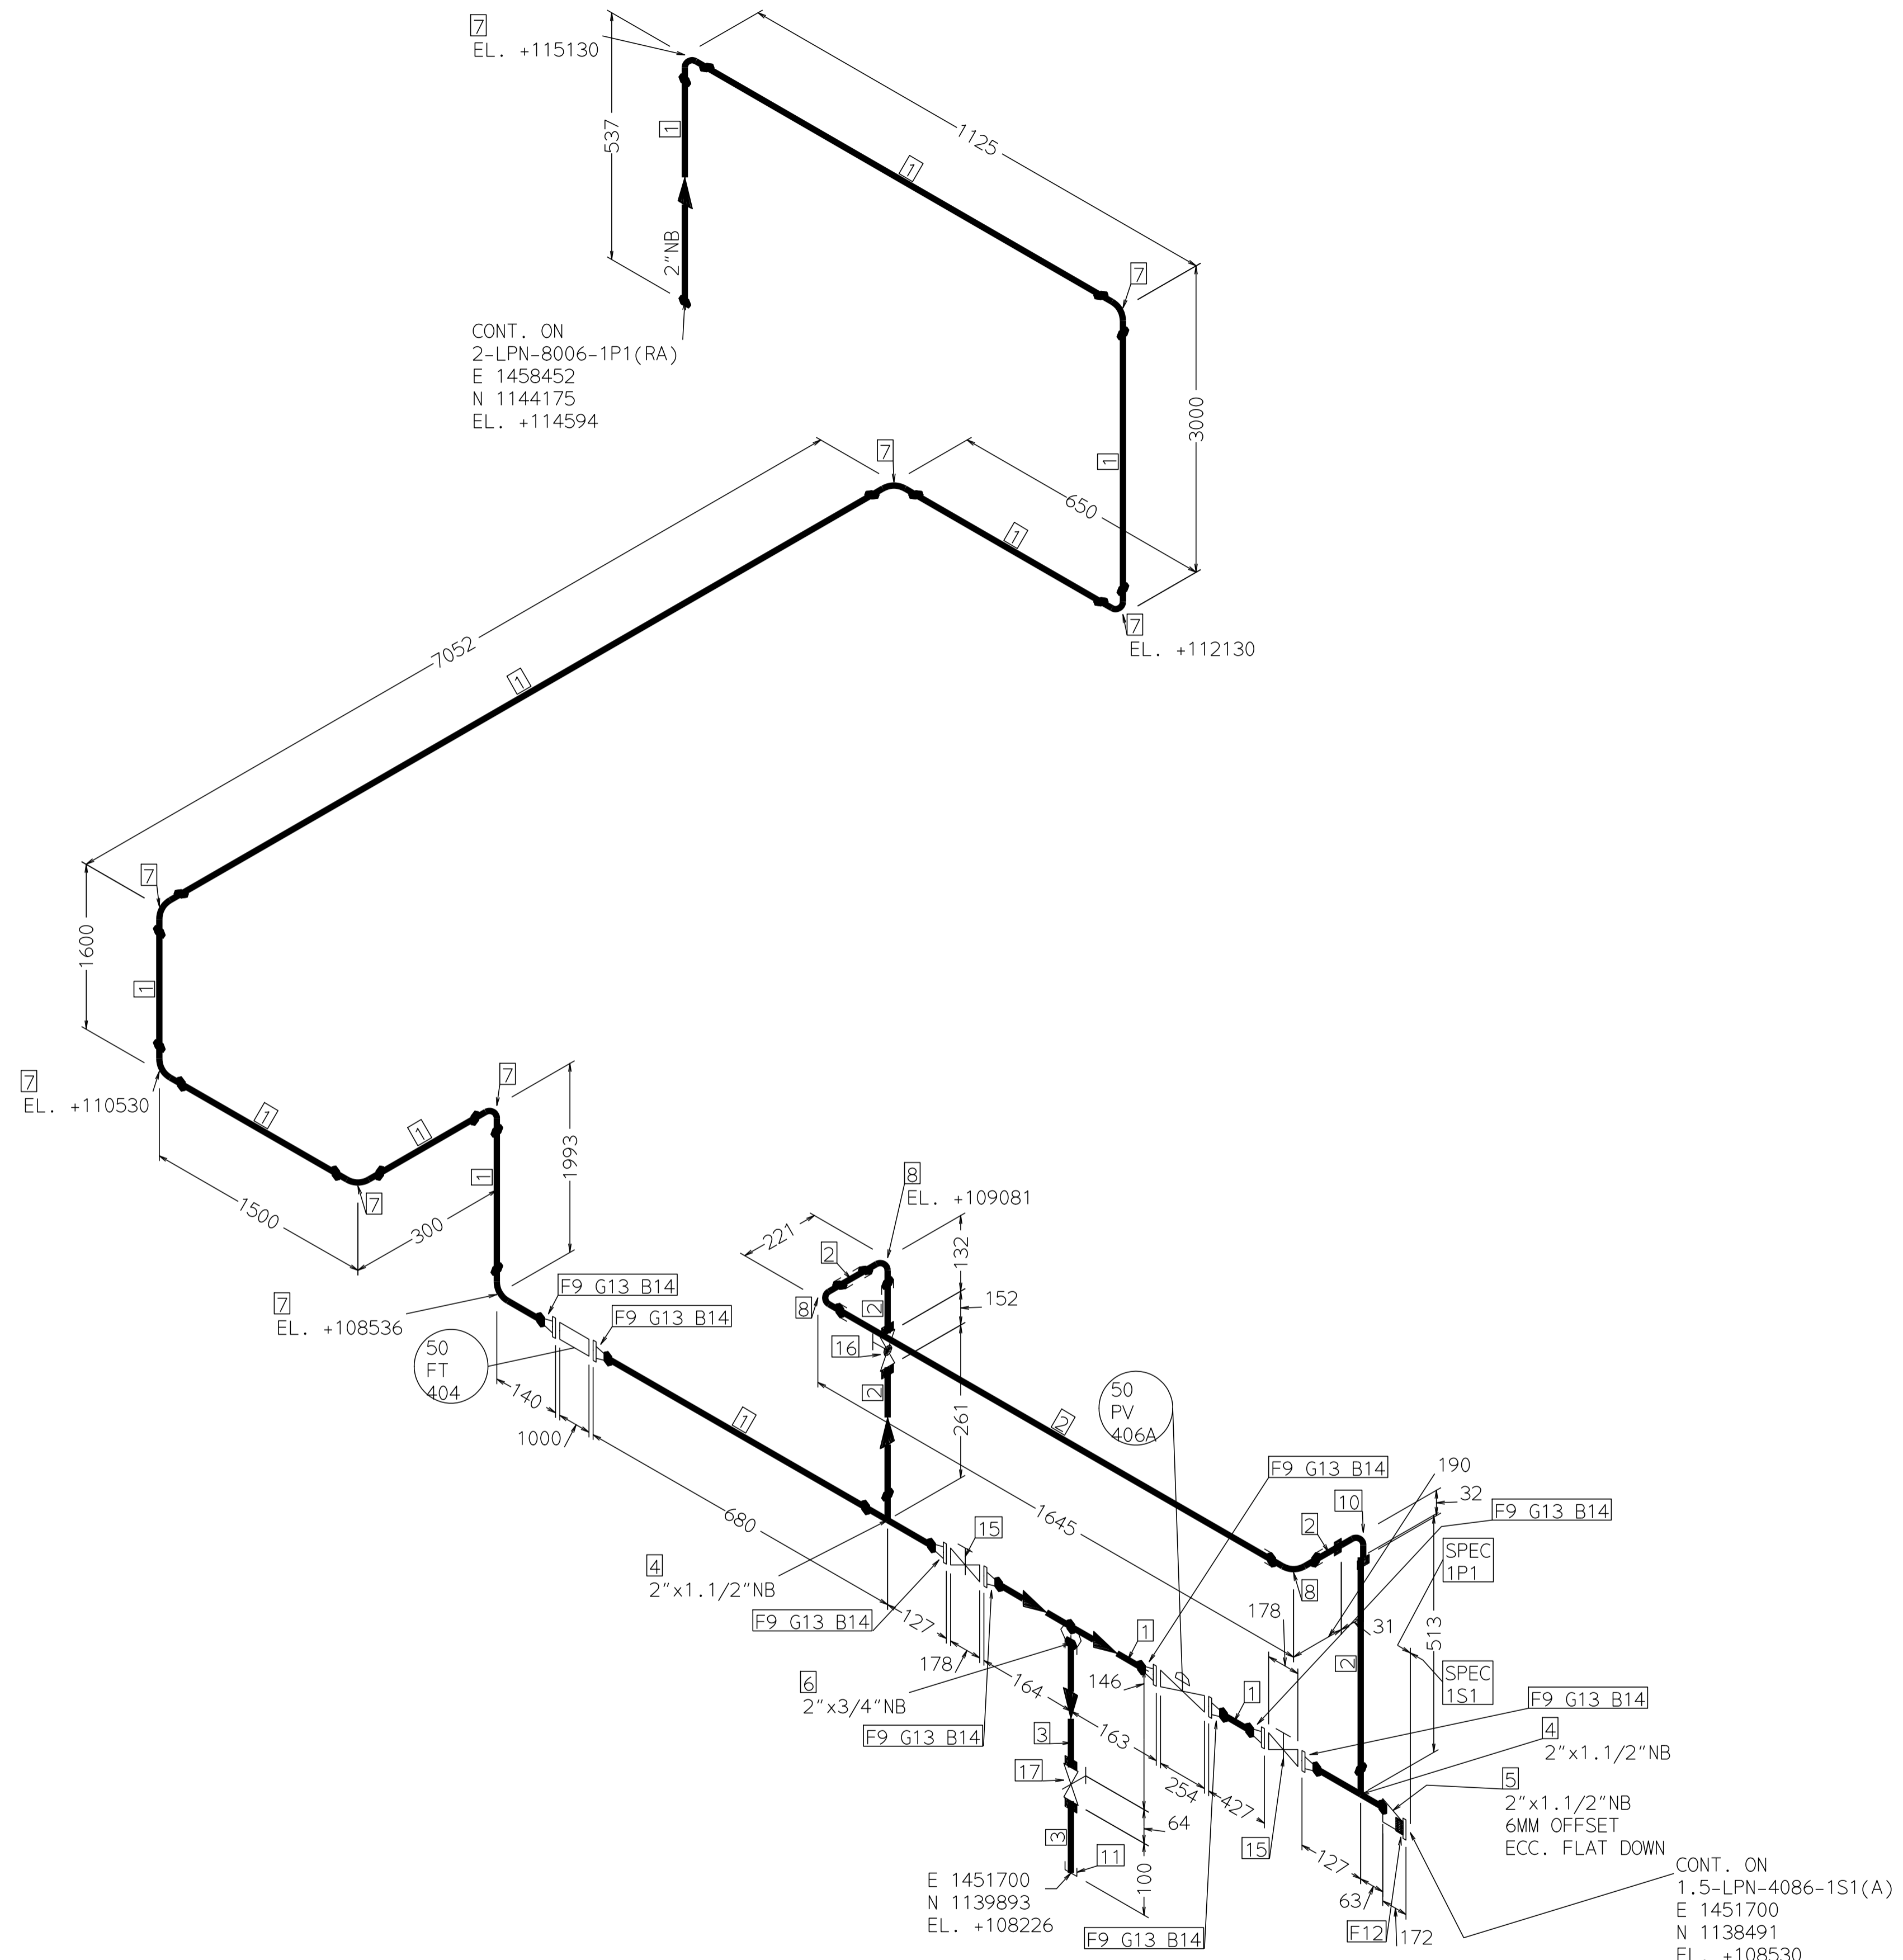 7
EL. +115130
537
1
1125
1
2"NB
7
CONT. ON
2-LPN-8006-1P1(RA)
E 1458452
N 1144175
EL. +114594
3000
1
7
650
1
7
EL. +112130
7052
1
7
1600
1
7
EL. +110530
1
1
7
1993
1
1500
7
300
7
EL. +108536
F9 G13 B14
F9 G13 B14
50
FT
404
140
1000
1
680
8
EL. +109081
221
2
132
8
2
152
16
2
261
2
50
PV
406A
1645
F9 G13 B14
190
32
10
F9 G13 B14
2
SPEC
1P1
8
15
4
2"x1.1/2"NB
F9 G13 B14
127
178
178
31
513
1
2
146
164
6
2"x3/4"NB
SPEC
1S1
1
F9 G13 B14
F9 G13 B14
4
2"x1.1/2"NB
3
163
17
254
427
5
2"x1.1/2"NB
6MM OFFSET
ECC. FLAT DOWN
64
3
15
11
100
127
63
E 1451700
N 1139893
EL. +108226
F9 G13 B14
F12
172
CONT. ON
1.5-LPN-4086-1S1(A)
E 1451700
N 1138491
EL. +108530